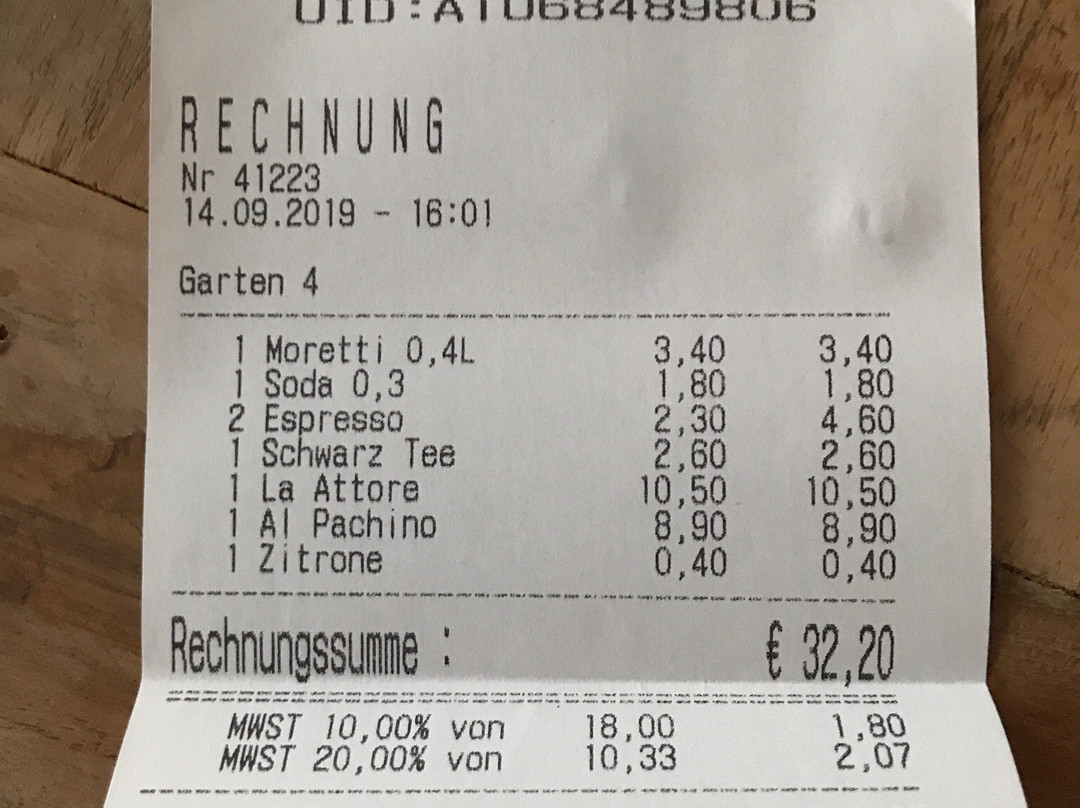 UID:ATU68489806
RECHNUNG
Nr 41223
14.09.2019 - 16:01
Garten 4
1 Moretti 0,4L 3,40 3,40
1 Soda 0,3 1,80 1,80
2 Espresso 2,30 4,60
1 Schwarz Tee 2,60 2,60
1 La Attore 10,50 10,50
1 Al Pachino 8,90 8,90
1 Zitrone 0,40 0,40
Rechnungssumme : € 32,20
MWST 10,00% von 18,00 1,80
MWST 20,00% von 10,33 2,07